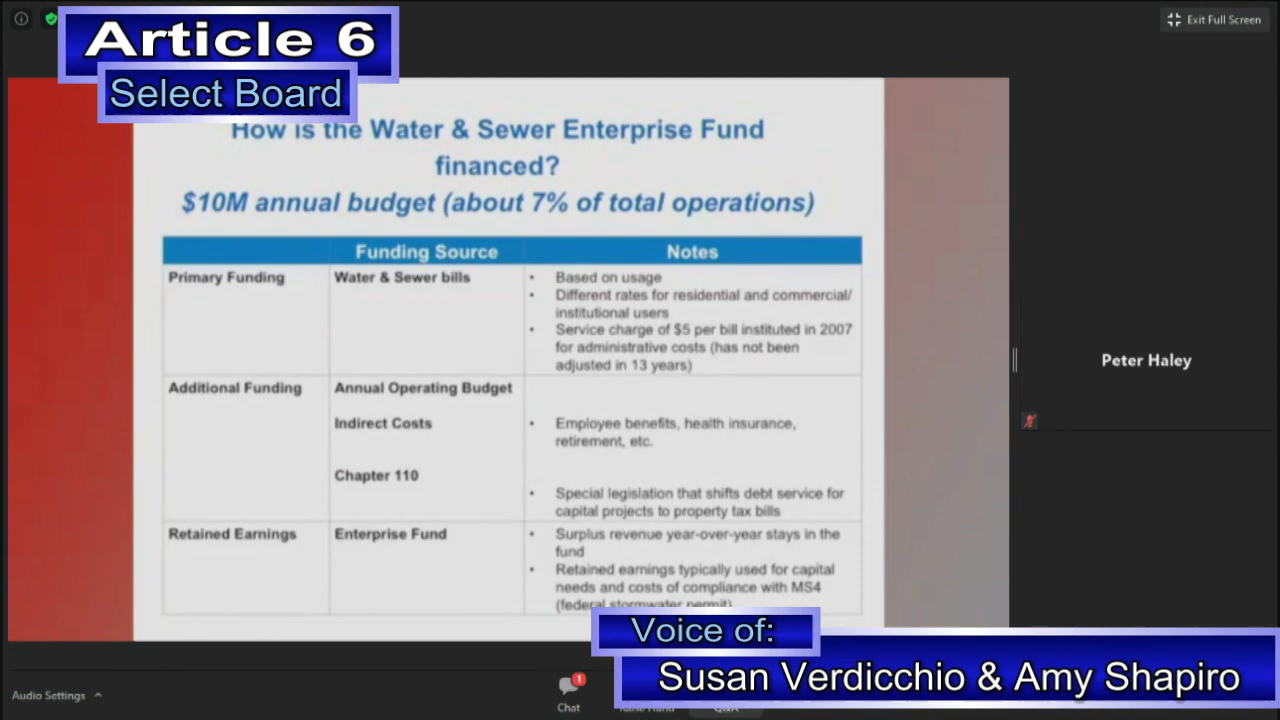 Article 6
Select Board
Exit Full Screen
How is the Water & Sewer Enterprise Fund
financed?
$10M annual budget (about 7% of total operations)
Funding Source
Notes
Primary Funding
Water & Sewer bills
• Based on usage
• Different rates for residential and commercial/
institutional users
• Service charge of $5 per bill instituted in 2007
for administrative costs (has not been
adjusted in 13 years)
Additional Funding
Annual Operating Budget
Indirect Costs
• Employee benefits, health insurance,
retirement, etc.
Chapter 110
• Special legislation that shifts debt service for
capital projects to property tax bills
Retained Earnings
Enterprise Fund
• Surplus revenue year-over-year stays in the
fund
• Retained earnings typically used for capital
needs and costs of compliance with MS4
(federal stormwater permit)
Peter Haley
Voice of:
Susan Verdicchio & Amy Shapiro
Audio Settings
1
Chat